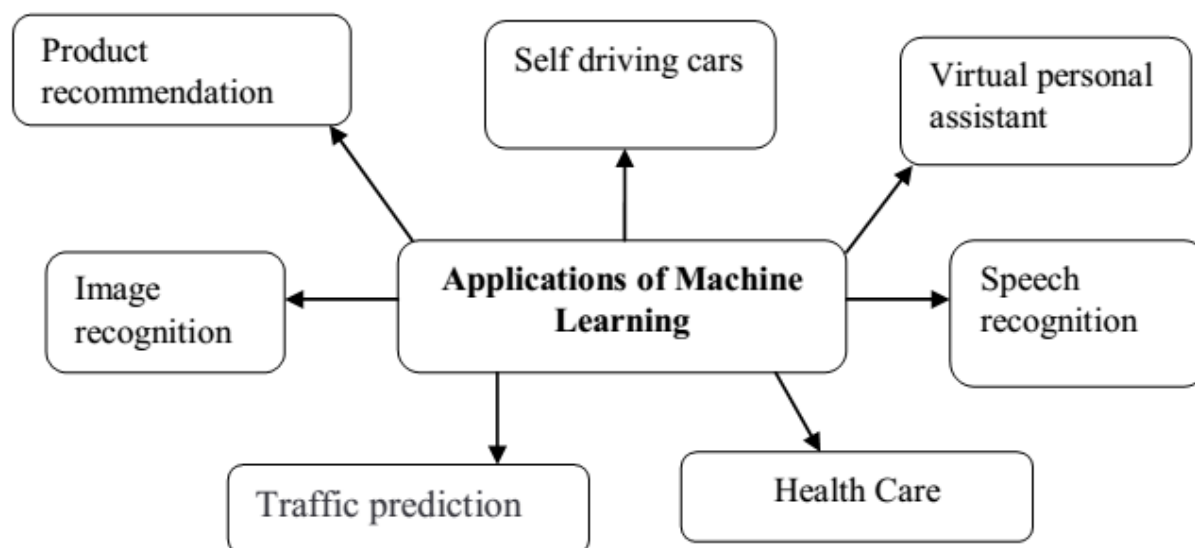 Product
recommendation
Self driving cars
Virtual personal
assistant
Image
recognition
Applications of Machine
Learning
Speech
recognition
Traffic prediction
Health Care